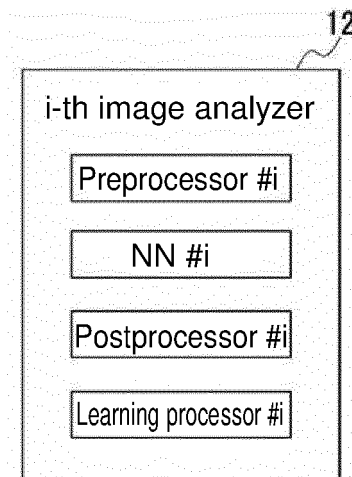 12
i-th image analyzer
Preprocessor #i
NN #i
Postprocessor #i
Learning processor #i